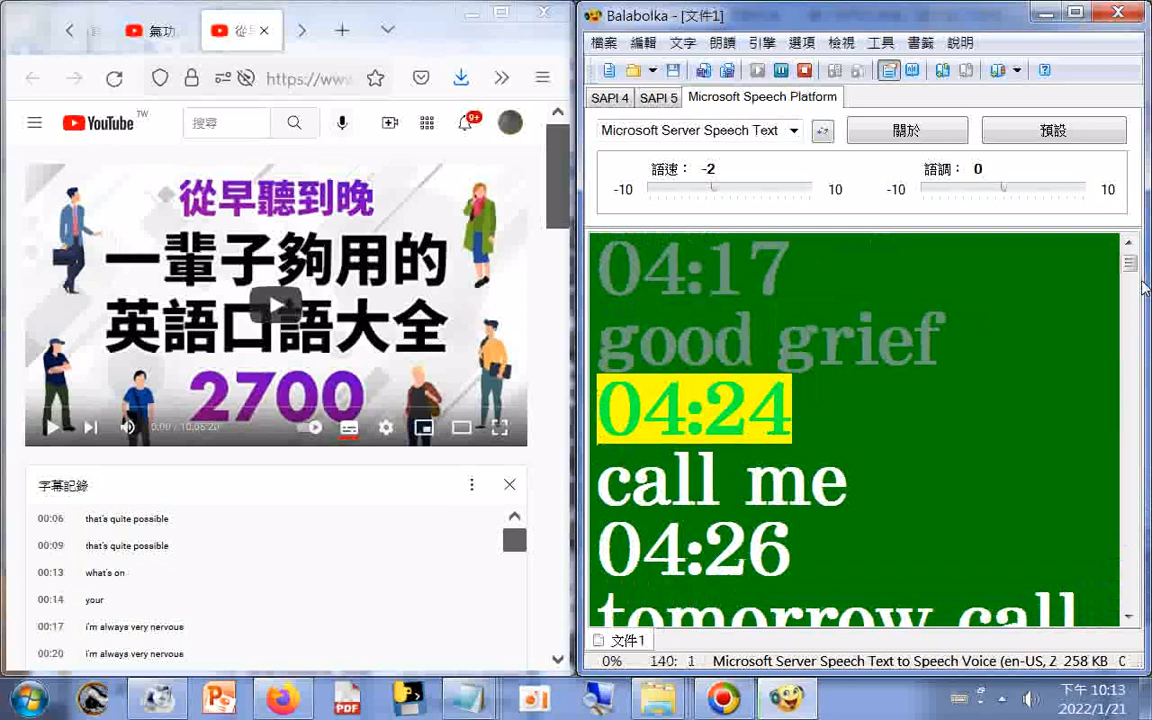 氣功
從
https://www
YouTube TW
搜尋
9+
從早聽到晚
一輩子夠用的
英語口語大全
2700
0:00 / 10:05:20
字幕記錄
00:06 that's quite possible
00:09 that's quite possible
00:13 what's on
00:14 your
00:17 i'm always very nervous
00:20 i'm always very nervous
Balabolka - [文件1]
檔案 編輯 文字 朗讀 引擎 選項 檢視 工具 書籤 說明
SAPI 4 SAPI 5 Microsoft Speech Platform
Microsoft Server Speech Text 關於 預設
語速： -2 語調： 0
-10 10 -10 10
04:17
good grief
04:24
call me
04:26
tomorrow call
文件1
0% 140: 1 Microsoft Server Speech Text to Speech Voice (en-US, Z 258 KB C
PDF
下午 10:13
2022/1/21